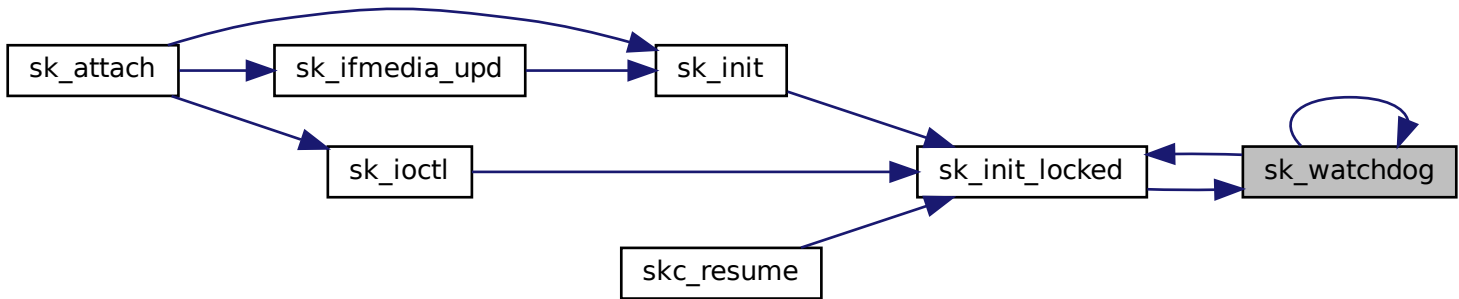 sk_attach
sk_ifmedia_upd
sk_init
sk_ioctl
sk_init_locked
sk_watchdog
skc_resume